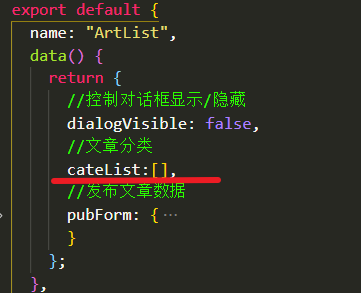 export default {
name: "ArtList",
data() {
return {
//控制对话框显示/隐藏
dialogVisible: false,
//文章分类
cateList:[],
//发布文章数据
pubForm: {⋯
}
};
},